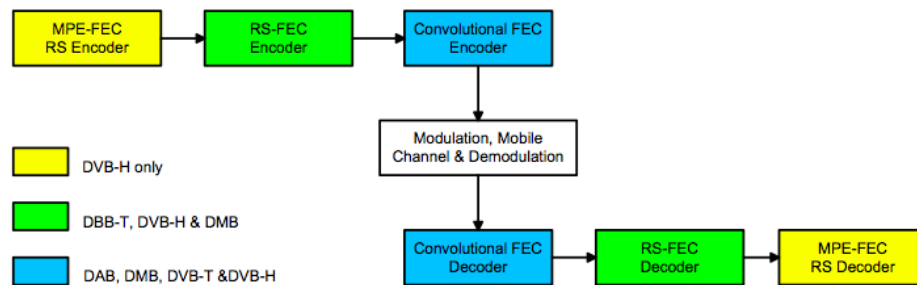 MPE-FEC
RS Encoder
RS-FEC
Encoder
Convolutional FEC
Encoder
Modulation, Mobile
Channel & Demodulation
DVB-H only
DBB-T, DVB-H & DMB
DAB, DMB, DVB-T &DVB-H
Convolutional FEC
Decoder
RS-FEC
Decoder
MPE-FEC
RS Decoder